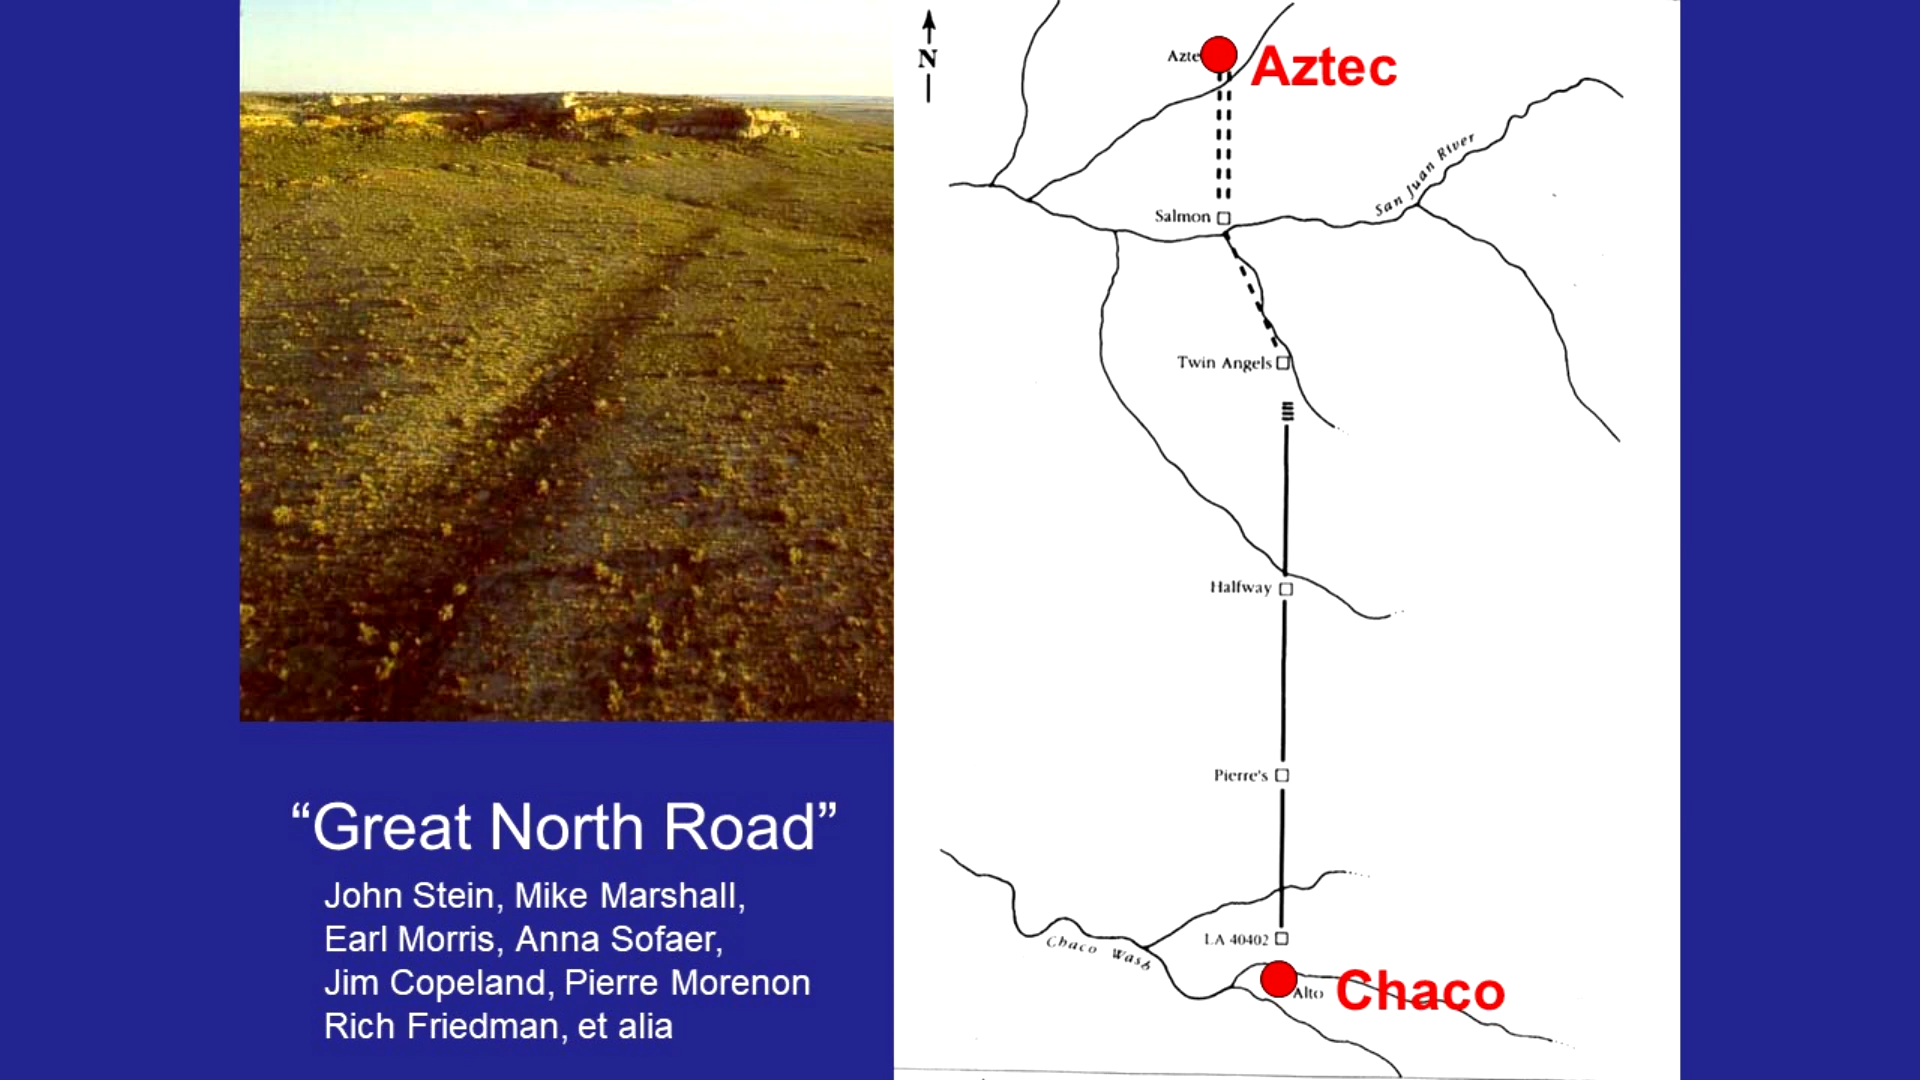 “Great North Road”
John Stein, Mike Marshall,
Earl Morris, Anna Sofaer,
Jim Copeland, Pierre Morenon
Rich Friedman, et alia
N
Azte
Aztec
San Juan River
Salmon
Twin Angels
Halfway
Pierre's
Chaco Wash
LA 40402
Alto
Chaco